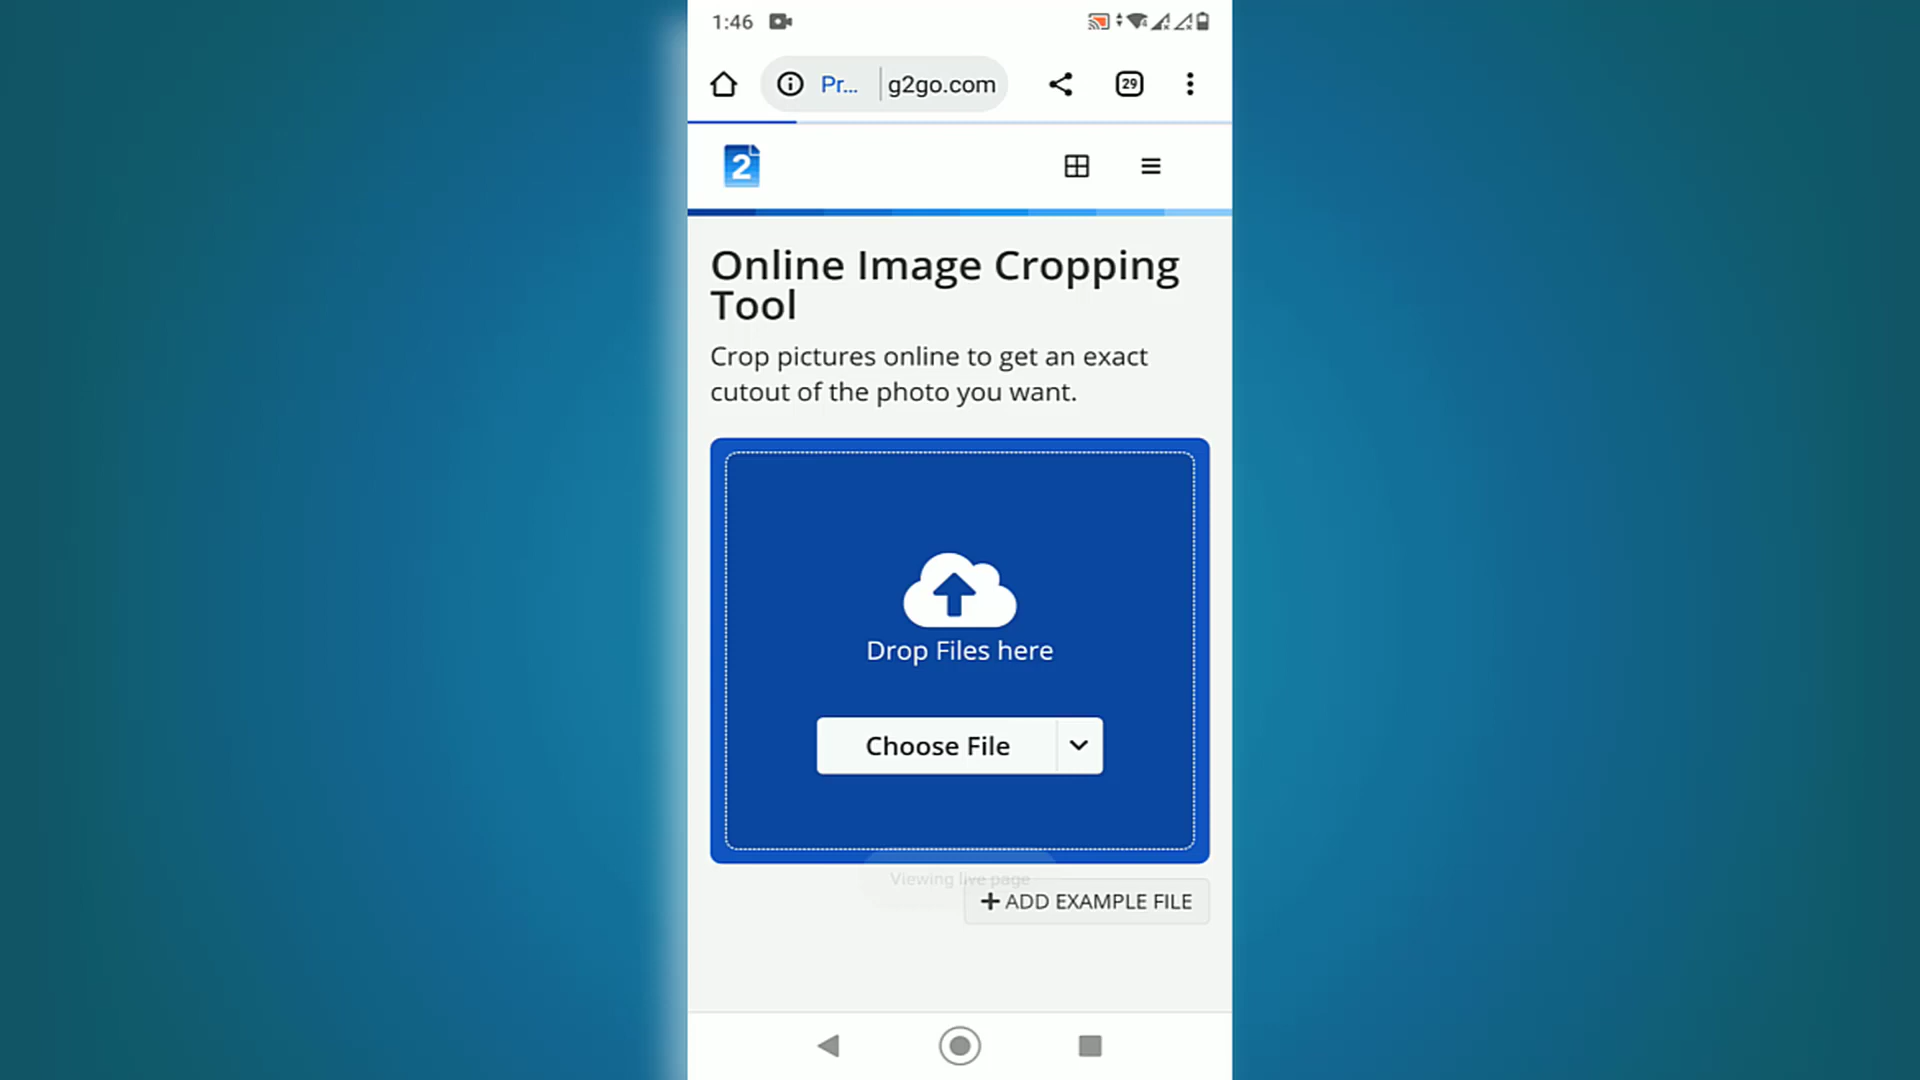 1:46
Pr... g2go.com
29
2
Online Image Cropping
Tool
Crop pictures online to get an exact
cutout of the photo you want.
Drop Files here
Choose File
Viewing live page
+ ADD EXAMPLE FILE